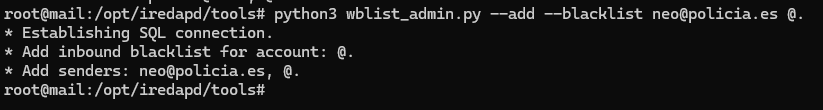 root@mail:/opt/iredapd/tools# python3 wblist_admin.py --add --blacklist neo@policia.es @.
* Establishing SQL connection.
* Add inbound blacklist for account: @.
* Add senders: neo@policia.es, @.
root@mail:/opt/iredapd/tools#